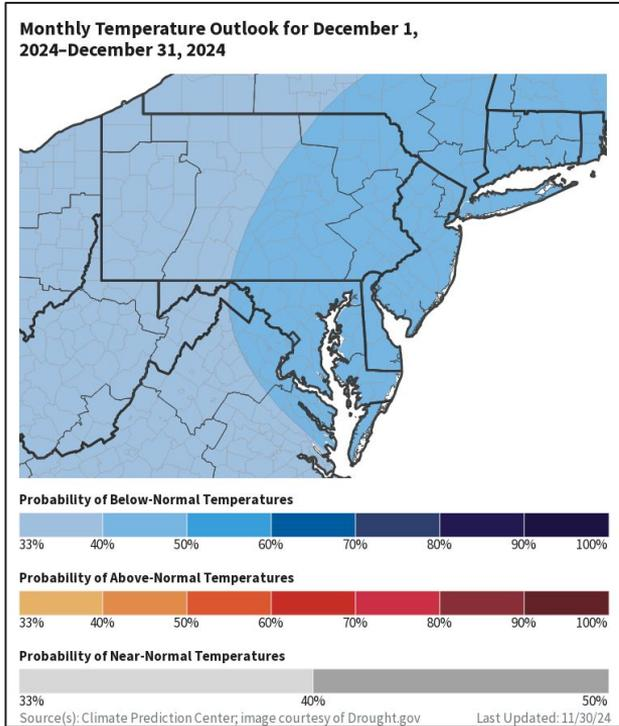 Monthly Temperature Outlook for December 1,
2024–December 31, 2024
Probability of Below-Normal Temperatures
33% 40% 50% 60% 70% 80% 90% 100%
Probability of Above-Normal Temperatures
33% 40% 50% 60% 70% 80% 90% 100%
Probability of Near-Normal Temperatures
33% 40% 50%
Source(s): Climate Prediction Center; image courtesy of Drought.gov Last Updated: 11/30/24